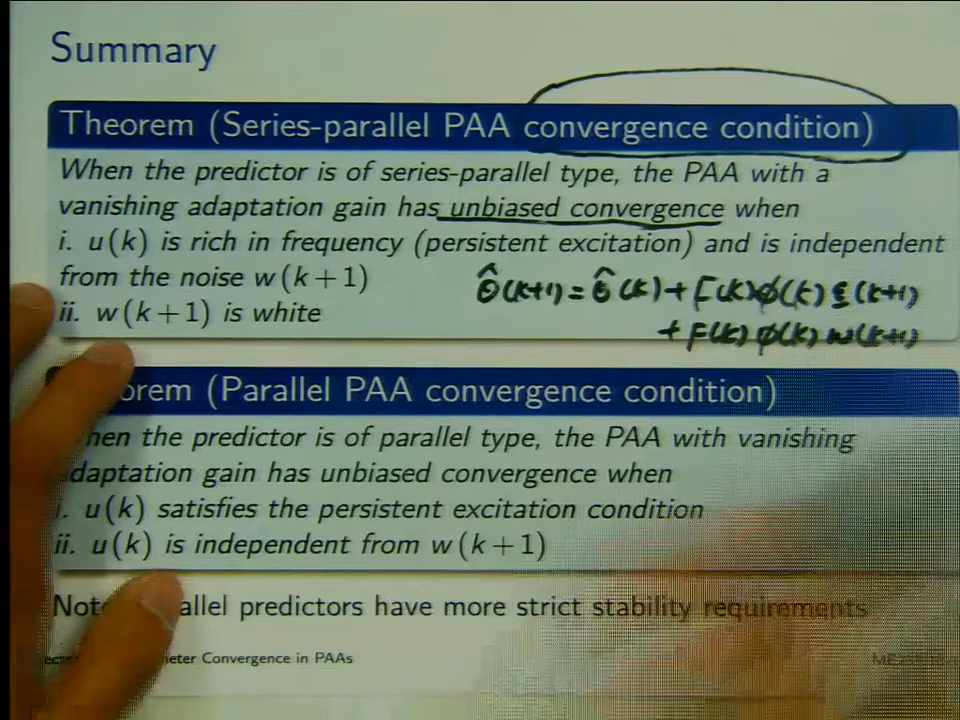 Summary
Theorem (Series-parallel PAA convergence condition)
When the predictor is of series-parallel type, the PAA with a
vanishing adaptation gain has unbiased convergence when
i. u(k) is rich in frequency (persistent excitation) and is independent
from the noise w(k+1)
θ̂(k+1) = θ̂(k) + F(k)ϕ(k) ε(k+1)
ii. w(k+1) is white
+ F(k) ϕ(k) w(k+1)
orem (Parallel PAA convergence condition)
hen the predictor is of parallel type, the PAA with vanishing
daptation gain has unbiased convergence when
i. u(k) satisfies the persistent excitation condition
ii. u(k) is independent from w(k+1)
Not allel predictors have more strict stability requirements
eter Convergence in PAAs